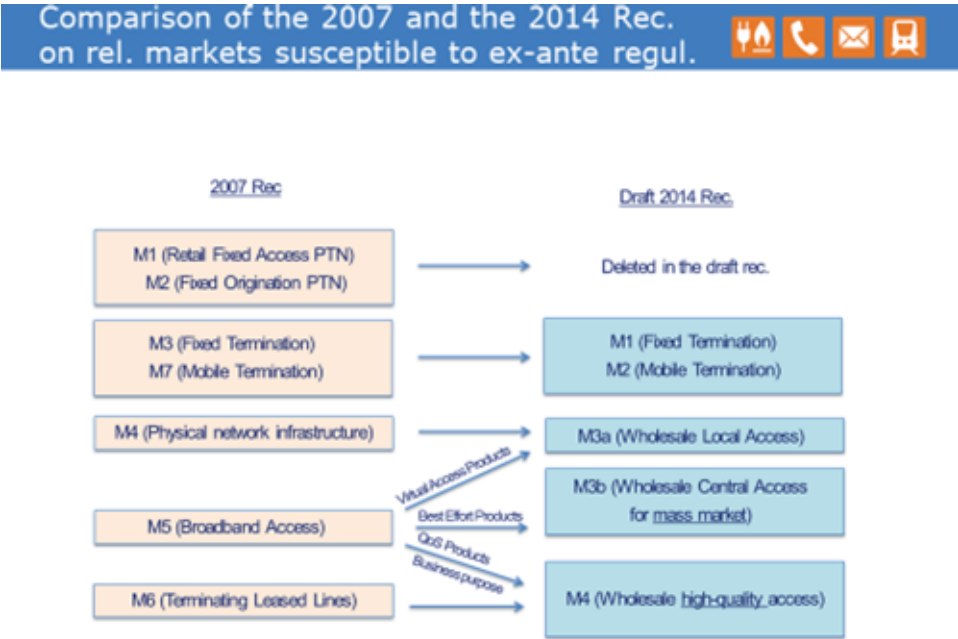 Comparison of the 2007 and the 2014 Rec.
on rel. markets susceptible to ex-ante regul.
2007 Rec
Draft 2014 Rec.
M1 (Retail Fixed Access PTN)
M2 (Fixed Origination PTN)
Deleted in the draft rec.
M3 (Fixed Termination)
M7 (Mobile Termination)
M1 (Fixed Termination)
M2 (Mobile Termination)
M4 (Physical network infrastructure)
M3a (Wholesale Local Access)
Virtual Access Products
M3b (Wholesale Central Access
for mass market)
M5 (Broadband Access)
Best Effort Products
QoS Products
Business purpose
M6 (Terminating Leased Lines)
M4 (Wholesale high-quality access)